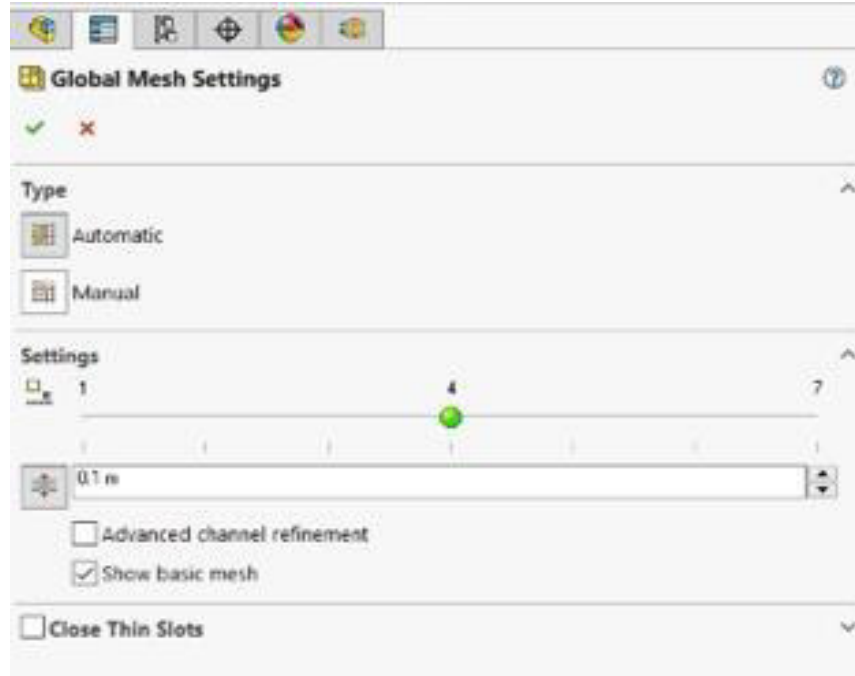 Global Mesh Settings
Type
Automatic
Manual
Settings
1 4 7
0.1 m
Advanced channel refinement
Show basic mesh
Close Thin Slots